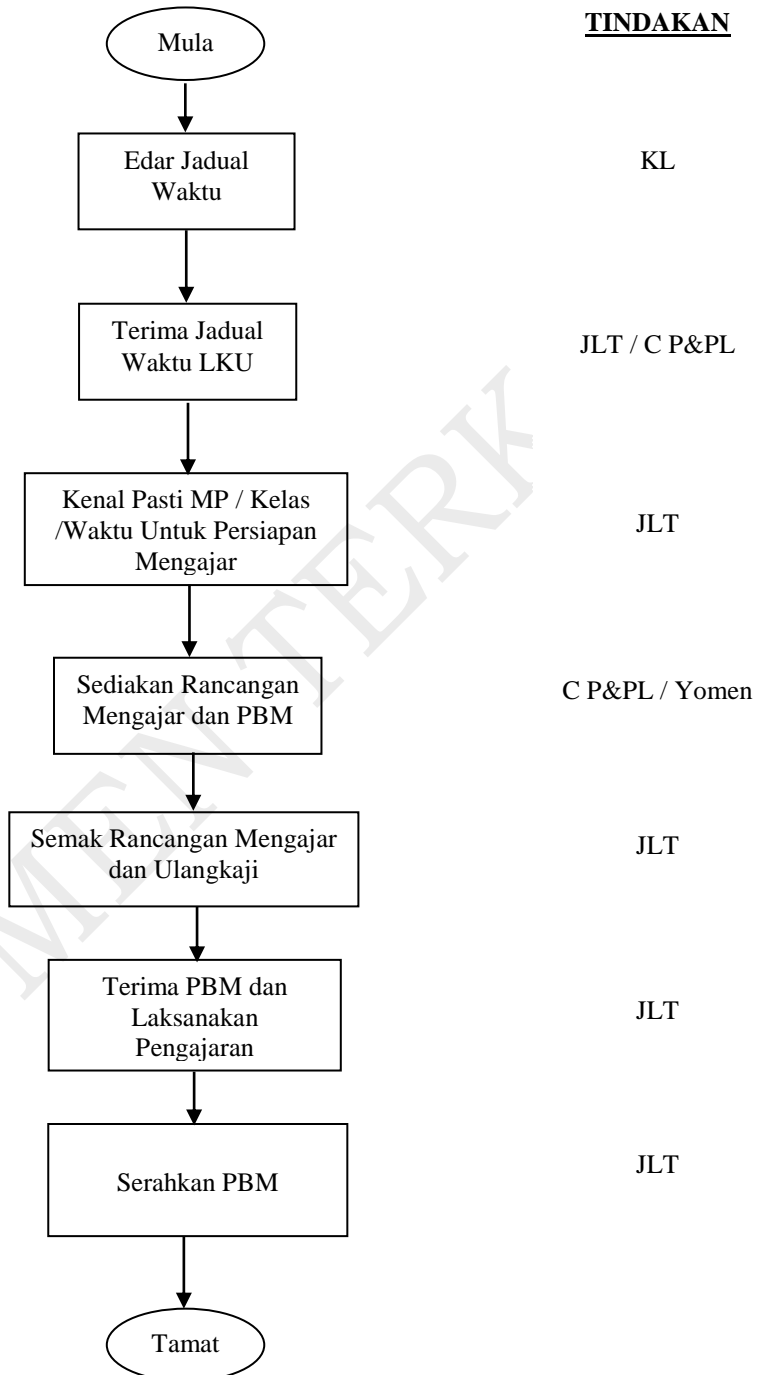 Mula
TINDAKAN
Edar Jadual
Waktu
KL
Terima Jadual
Waktu LKU
JLT / C P&PL
Kenal Pasti MP / Kelas
/Waktu Untuk Persiapan
Mengajar
JLT
Sediakan Rancangan
Mengajar dan PBM
C P&PL / Yomen
Semak Rancangan Mengajar
dan Ulangkaji
JLT
Terima PBM dan
Laksanakan
Pengajaran
JLT
Serahkan PBM
JLT
Tamat
MEN TERK